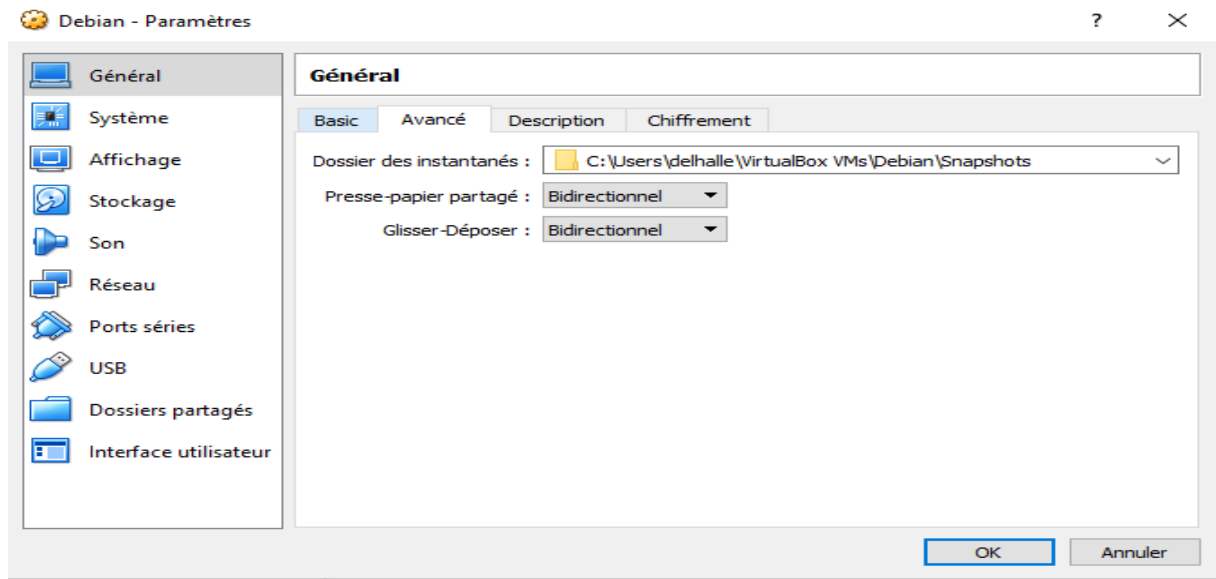 Debian - Paramètres
?
Général
Système
Affichage
Stockage
Son
Réseau
Ports séries
USB
Dossiers partagés
Interface utilisateur
Général
Basic Avancé Description Chiffrement
Dossier des instantanés : C:\Users\delhalle\VirtualBox VMs\Debian\Snapshots
Presse-papier partagé : Bidirectionnel
Glisser-Déposer : Bidirectionnel
OK Annuler